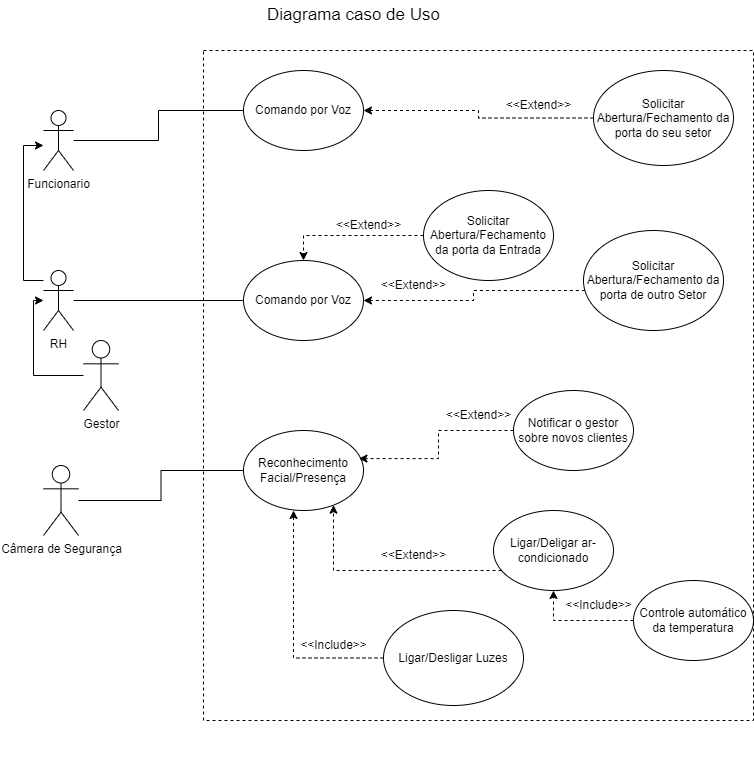 Diagrama caso de Uso
Comando por Voz
<<Extend>>
Solicitar
Abertura/Fechamento da
porta do seu setor
Funcionario
<<Extend>>
Solicitar
Abertura/Fechamento
da porta da Entrada
Comando por Voz
<<Extend>>
Solicitar
Abertura/Fechamento da
porta de outro Setor
RH
Gestor
<<Extend>>
Notificar o gestor
sobre novos clientes
Reconhecimento
Facial/Presença
Câmera de Segurança
<<Extend>>
Ligar/Deligar ar-
condicionado
<<Include>>
Controle automático
da temperatura
<<Include>>
Ligar/Desligar Luzes